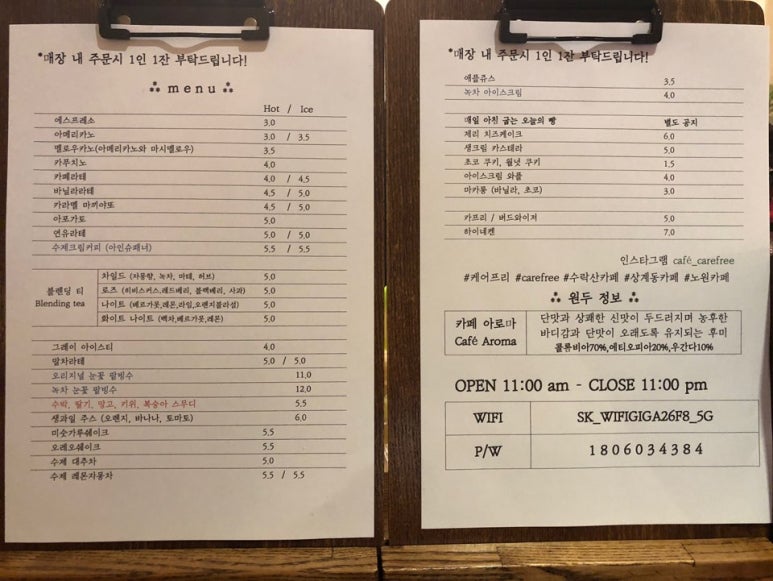 *매장 내 주문시 1인 1잔 부탁드립니다!
menu
Hot / Ice
에스프레소 3.0
아메리카노 3.0 / 3.5
멜로우카노(아메리카노와 마시멜로우) 3.5
카푸치노 4.0
카페라떼 4.0 / 4.5
바닐라라떼 4.5 / 5.0
카라멜 마끼아또 4.5 / 5.0
아포가토 5.0
연유라떼 5.0 / 5.0
수제크림커피 (아인슈패너) 5.5 / 5.5
블랜딩 티 Blending tea
차일드 (자몽향, 녹차, 마테, 허브) 5.0
로즈 (히비스커스,레드베리, 블랙베리, 사과) 5.0
나이트 (베르가못,레몬,라임,오랜지블라썸) 5.0
화이트 나이트 (백차,베르가못,레몬) 5.0
그레이 아이스티 4.0
말차라떼 5.0 / 5.0
오리지널 눈꽃 팥빙수 11.0
녹차 눈꽃 팥빙수 12.0
수박, 딸기, 망고, 키위, 복숭아 스무디 5.5
생과일 주스 (오렌지, 바나나, 토마토) 6.0
미숫가루쉐이크 5.5
오레오쉐이크 5.5
수제 대추차 5.0
수제 레몬자몽차 5.5 / 5.5
*매장 내 주문시 1인 1잔 부탁드립니다!
애플쥬스 3.5
녹차 아이스크림 4.0
매일 아친 굽는 오늘의 빵 별도 공지
제리 치즈케이크 6.0
생크림 카스테라 5.0
초코 쿠키, 월넛 쿠키 1.5
아이스크림 와플 4.0
마카롱 (바닐라, 초코) 3.0
카프리 / 버드와이저 5.0
하이네켄 7.0
인스타그램 café_carefree
#케어프리 #carefree #수락산카페 #상계동카페 #노원카페
원두 정보
카페 아로마 Café Aroma
단맛과 상쾌한 신맛이 두드러지며 농후한
바디감과 단맛이 오래도록 유지되는 후미
콜류비아70%,에티오피아20%,우간다10%
OPEN 11:00 am - CLOSE 11:00 pm
WIFI SK_WIFIGIGA26F8_5G
P/W 1806034384